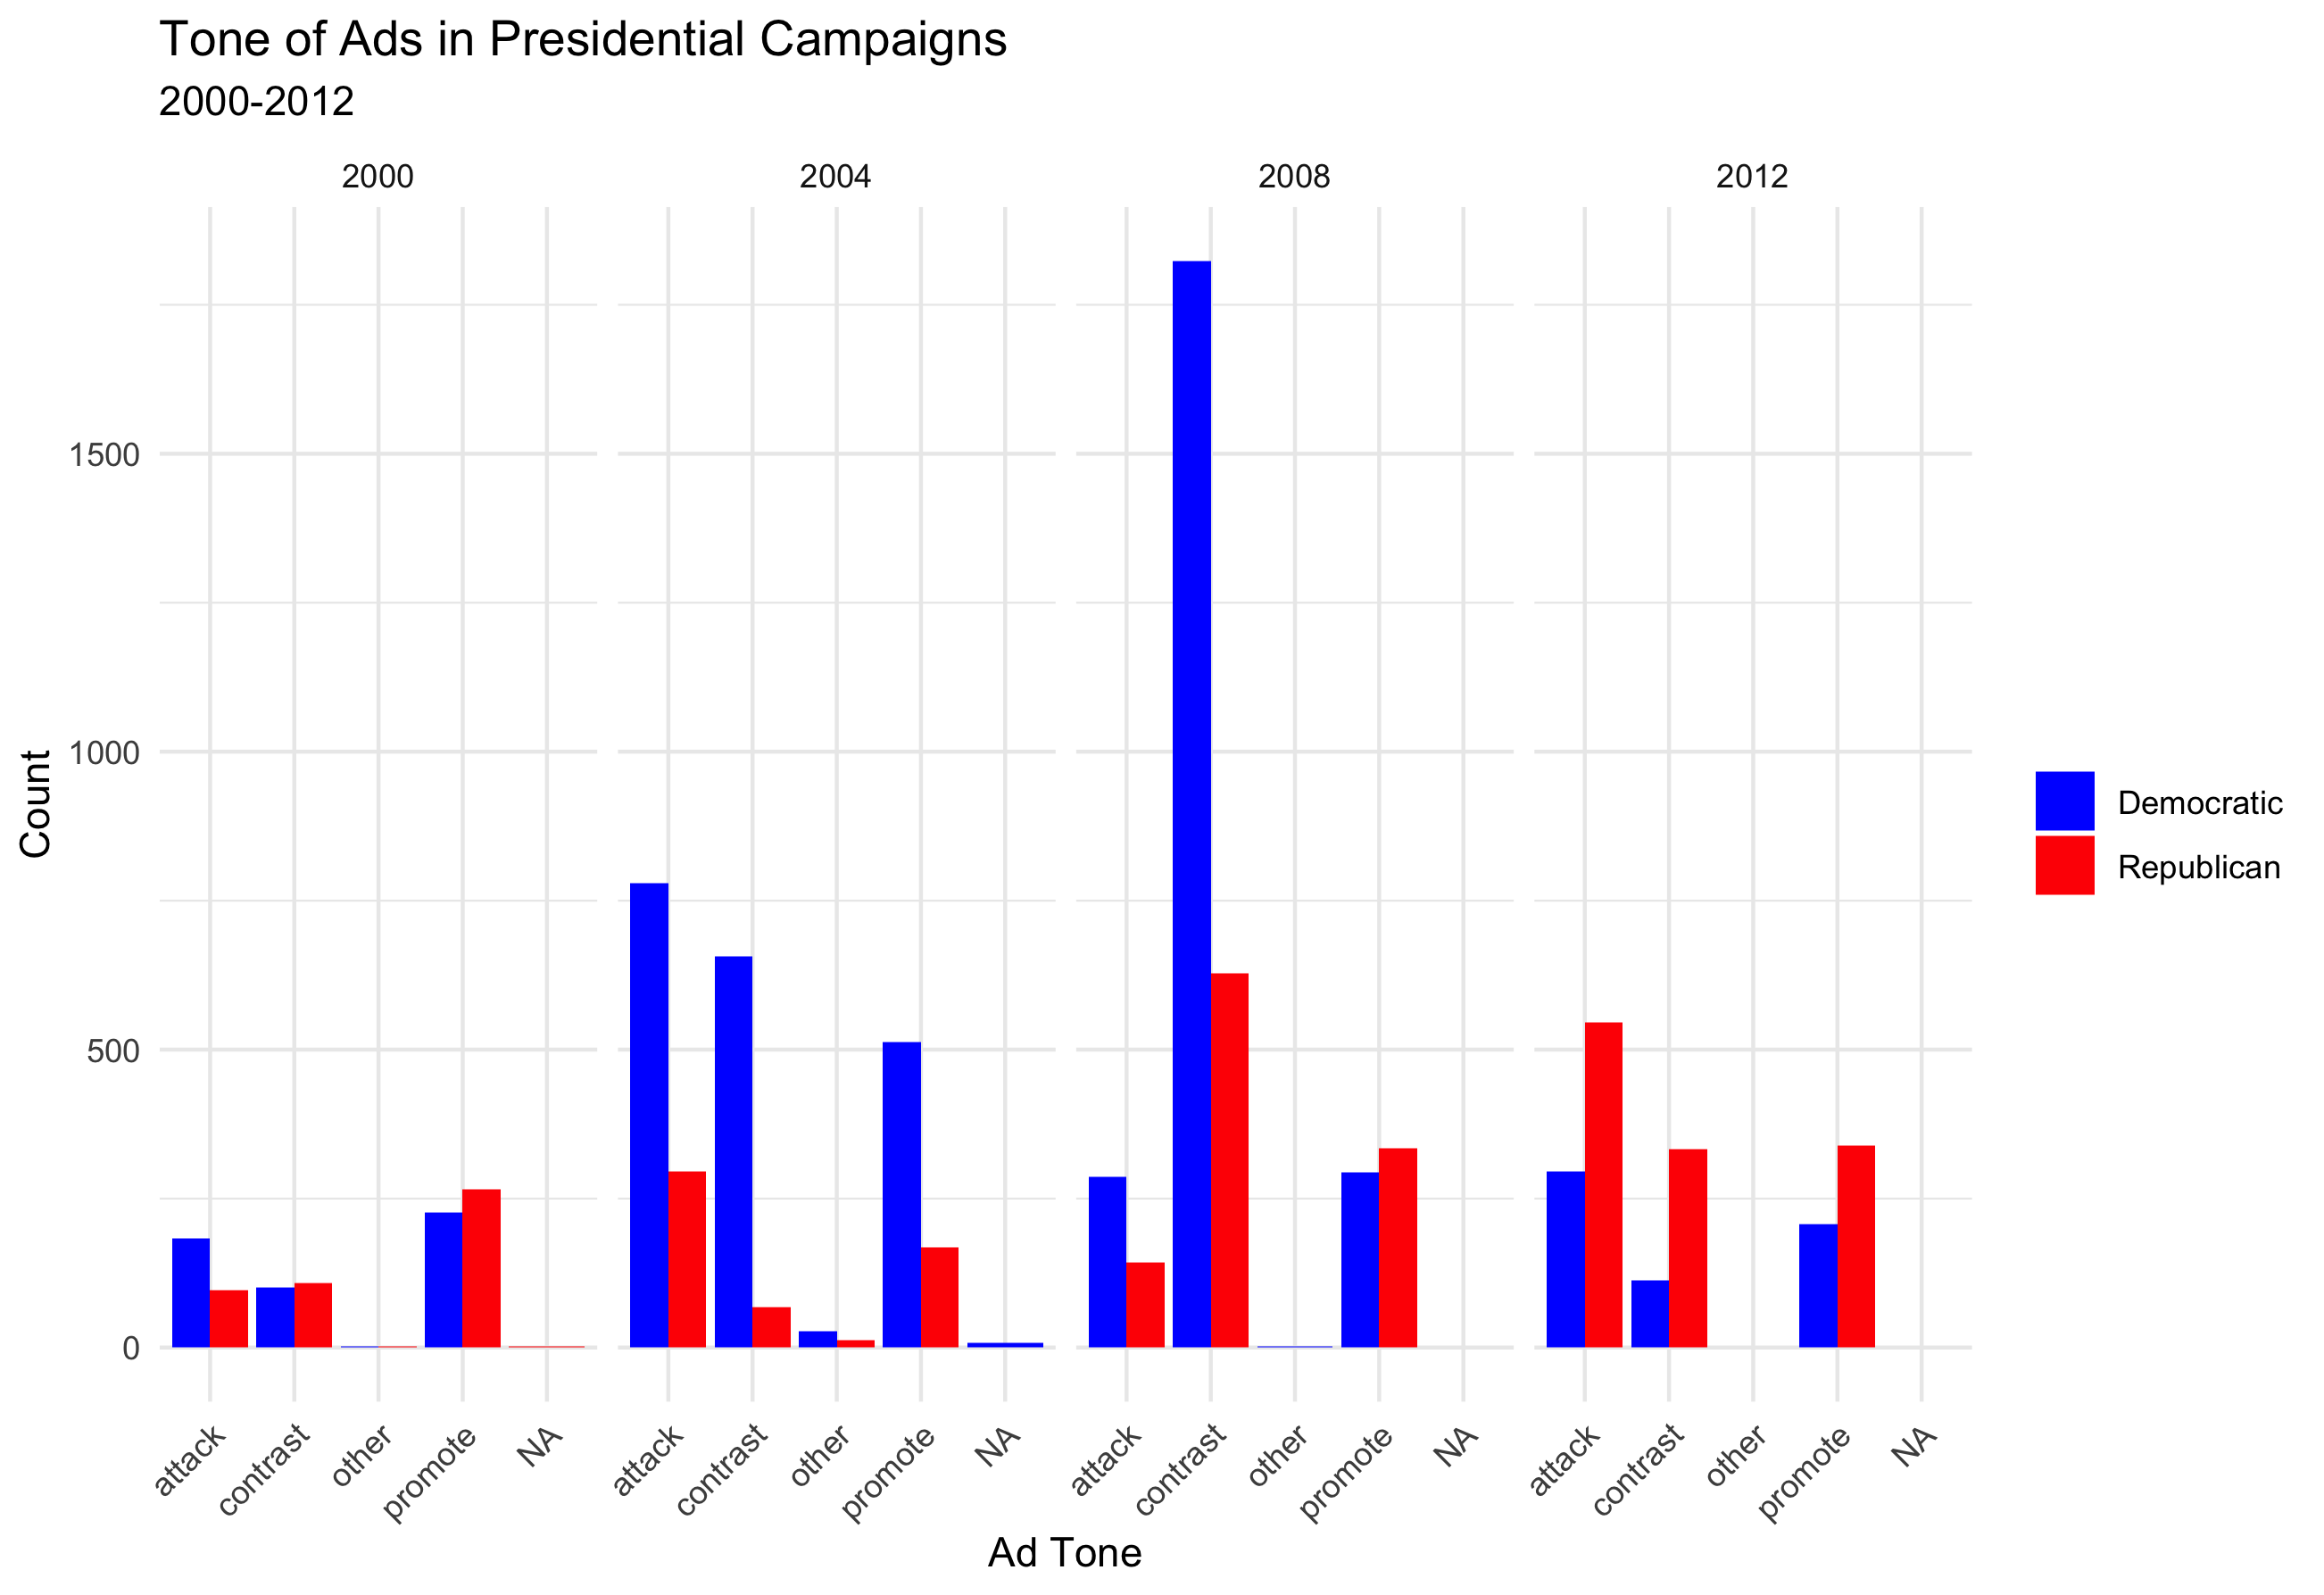 Tone of Ads in Presidential Campaigns
2000-2012
2000 2004 2008 2012
1500
1000
500
0
Count
attack contrast other promote NA attack contrast other promote NA attack contrast other promote NA attack contrast other promote NA
Ad Tone
Democratic
Republican